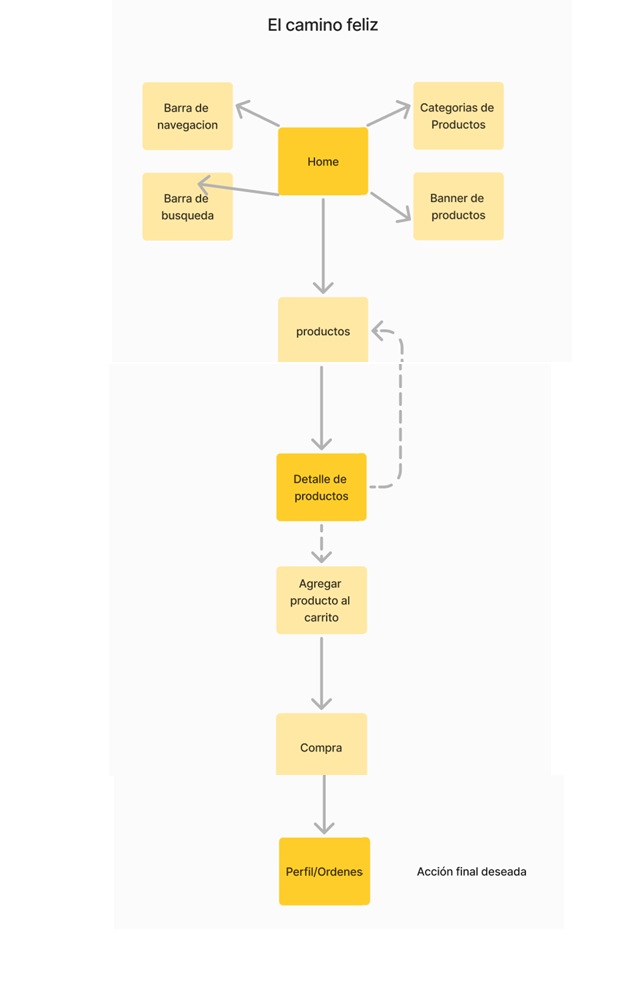 El camino feliz
Barra de
navegacion
Categorias de
Productos
Home
Barra de
busqueda
Banner de
productos
productos
Detalle de
productos
Agregar
producto al
carrito
Compra
Perfil/Ordenes
Acción final deseada